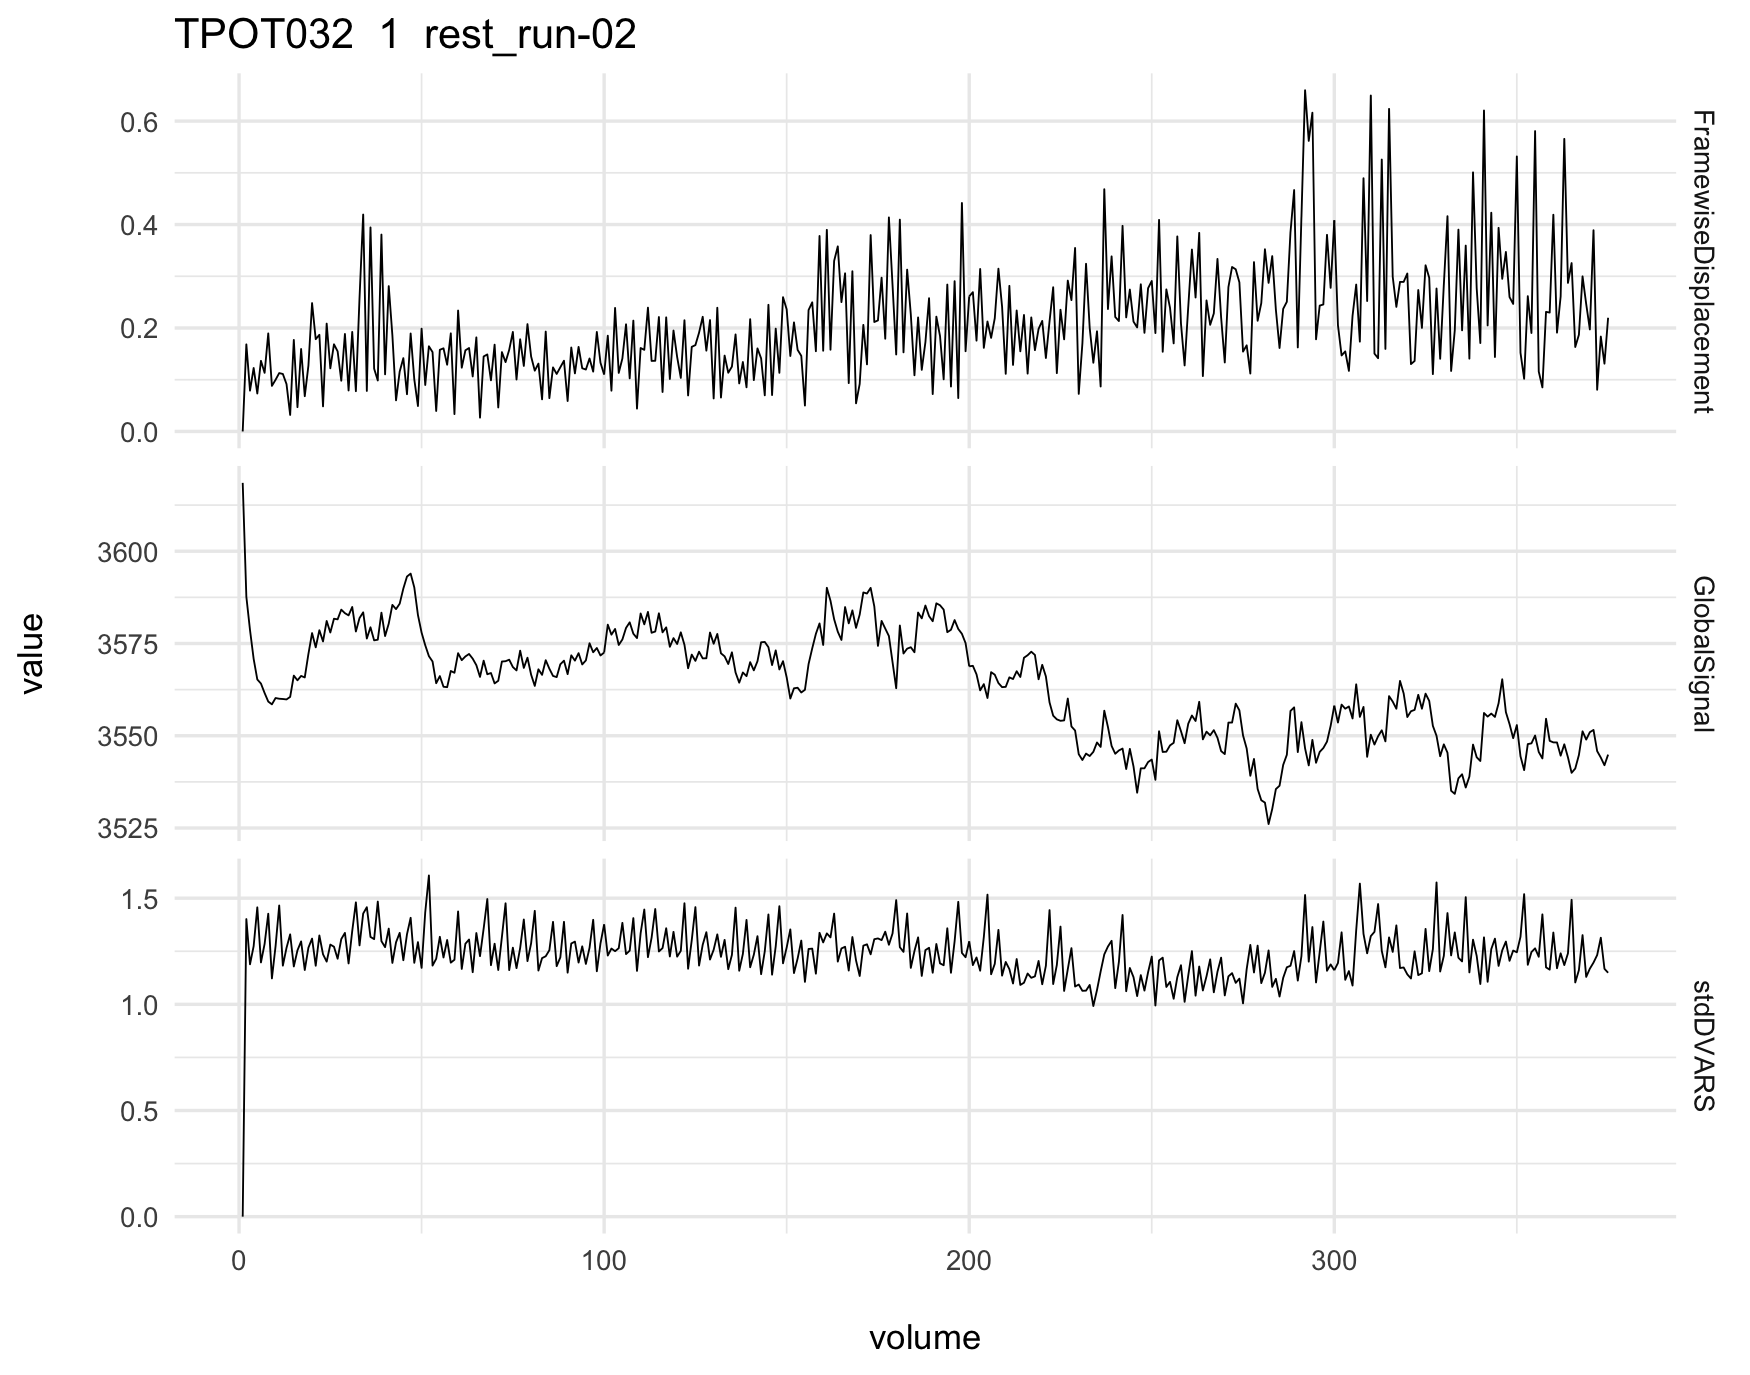 TPOT032 1 rest_run-02
value
0.6
0.4
0.2
0.0
FramewiseDisplacement
3600
3575
3550
3525
GlobalSignal
1.5
1.0
0.5
0.0
stdDVARS
0 100 200 300
volume